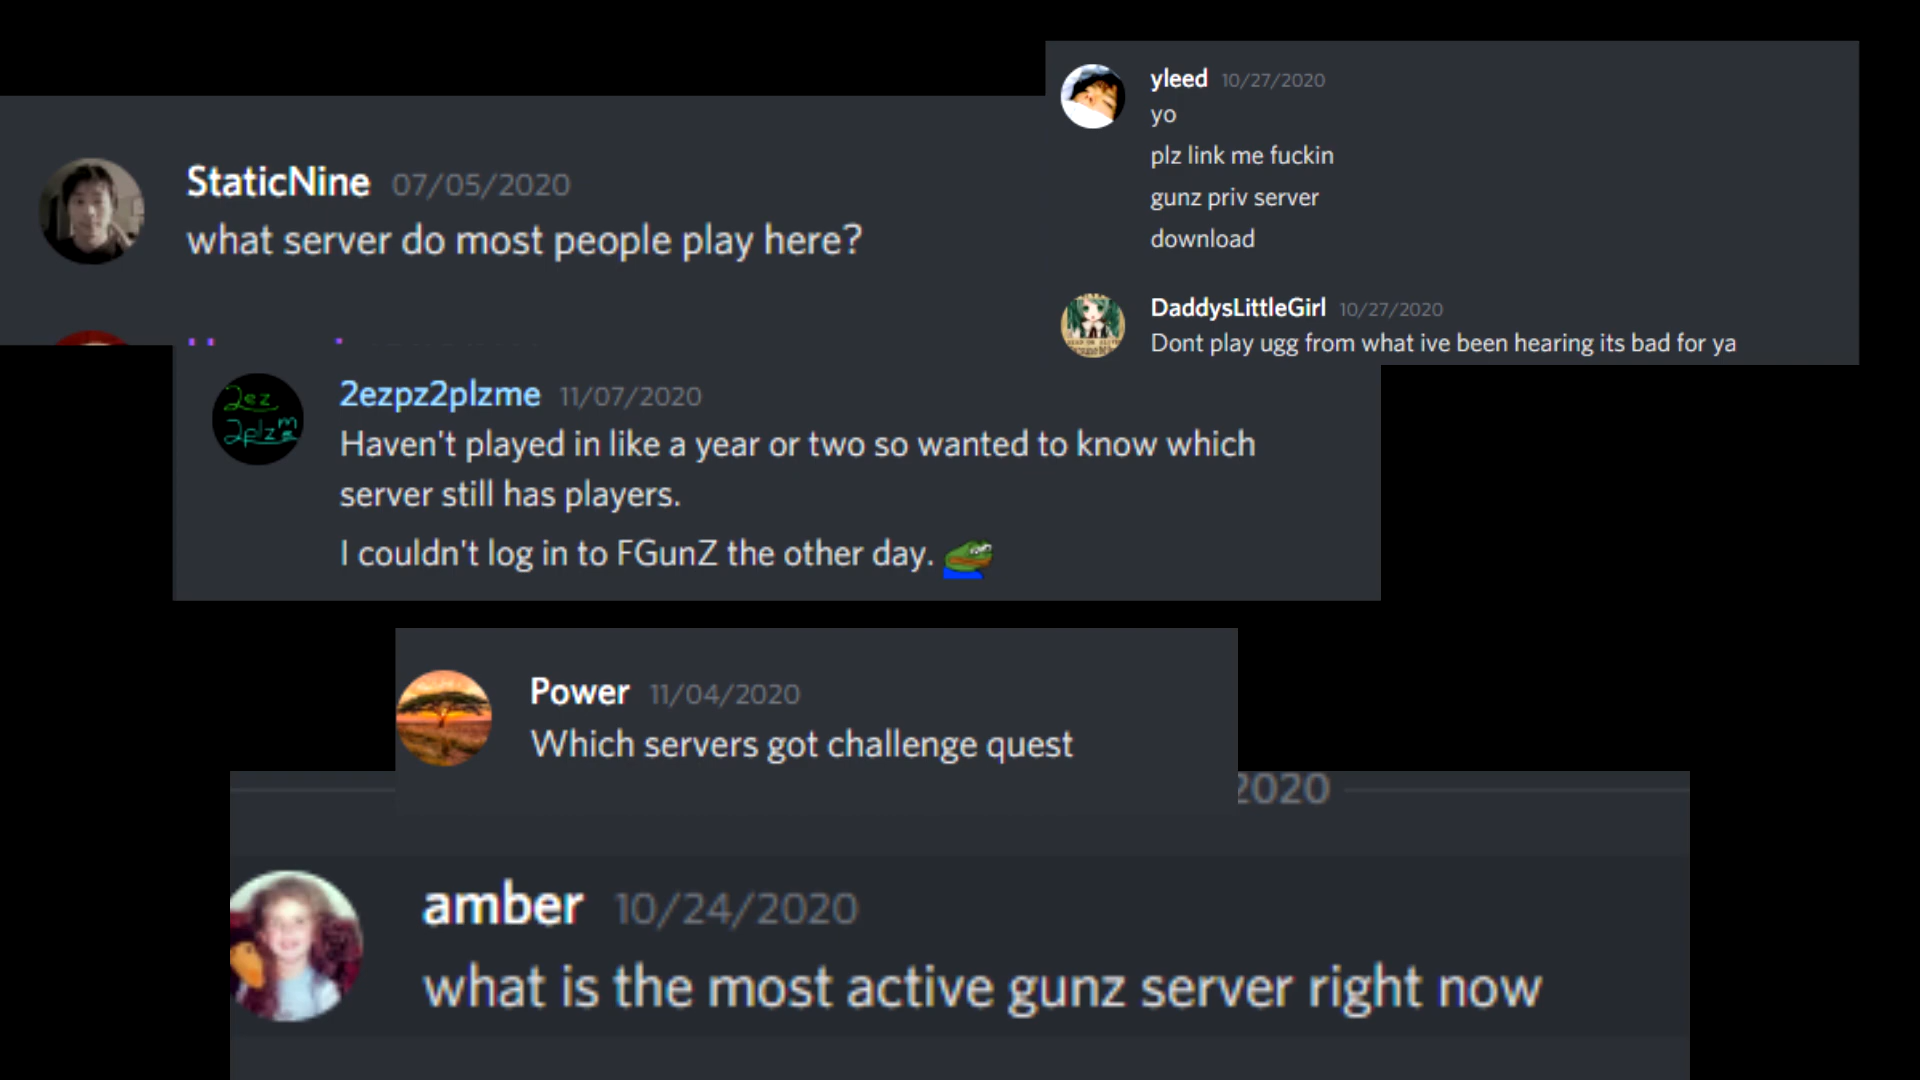 yleed 10/27/2020
yo
plz link me fuckin
gunz priv server
download
DaddysLittleGirl 10/27/2020
Dont play ugg from what ive been hearing its bad for ya
StaticNine 07/05/2020
what server do most people play here?
2ez
2plzme
2ezpz2plzme 11/07/2020
Haven't played in like a year or two so wanted to know which
server still has players.
I couldn't log in to FGunZ the other day.
Power 11/04/2020
Which servers got challenge quest
2020
amber 10/24/2020
what is the most active gunz server right now